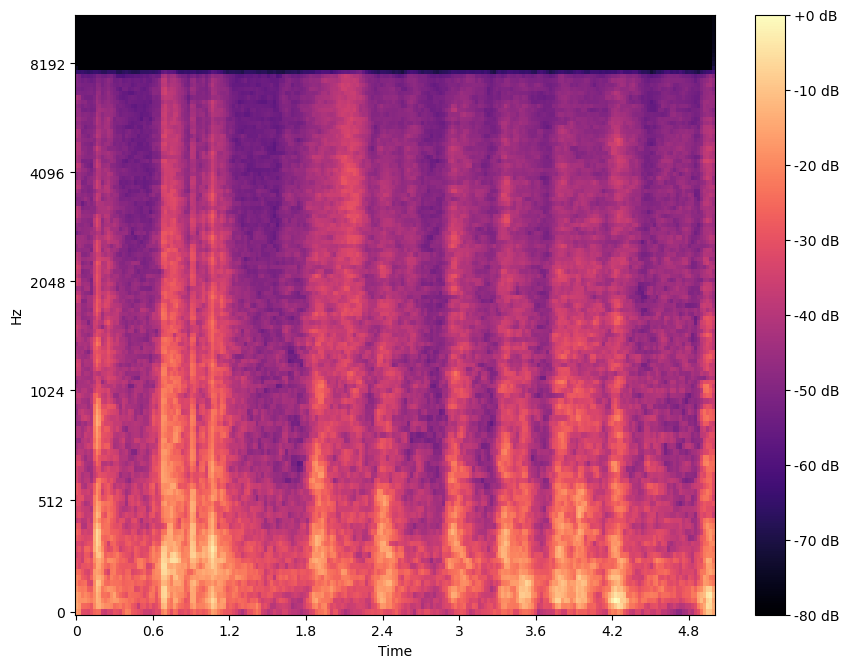 +0 dB
8192
-10 dB
-20 dB
4096
-30 dB
2048
Hz
-40 dB
1024
-50 dB
-60 dB
512
-70 dB
0
-80 dB
0 0.6 1.2 1.8 2.4 3 3.6 4.2 4.8
Time